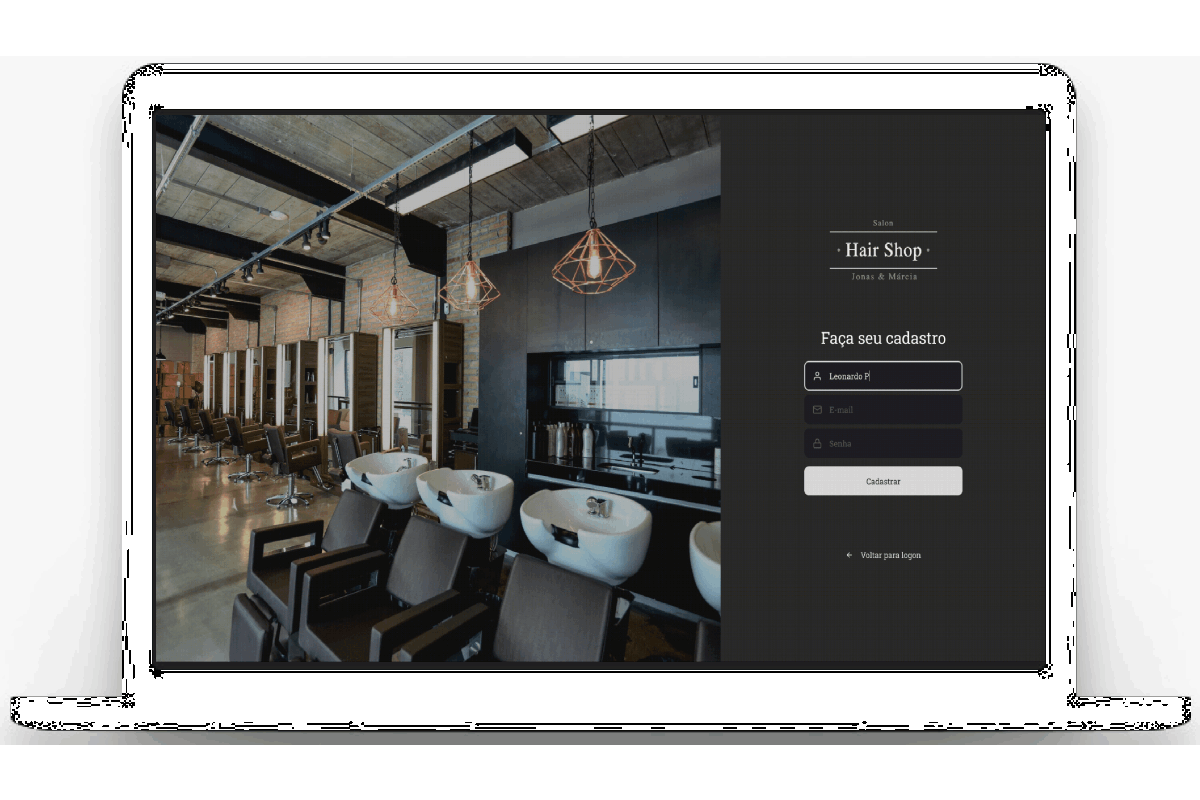 Salon
· Hair Shop ·
Jonas & Márcia
Faça seu cadastro
Leonardo P
E-mail
Senha
Cadastrar
← Voltar para logon